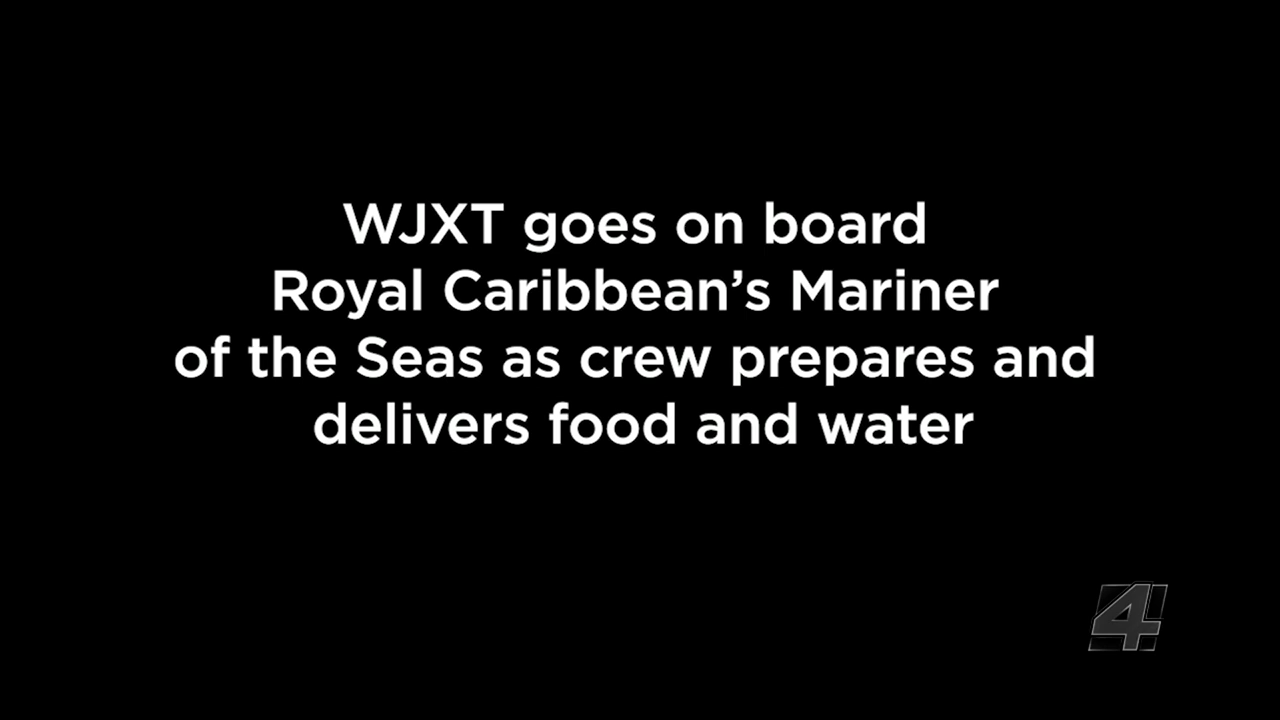 WJXT goes on board
Royal Caribbean’s Mariner
of the Seas as crew prepares and
delivers food and water
4